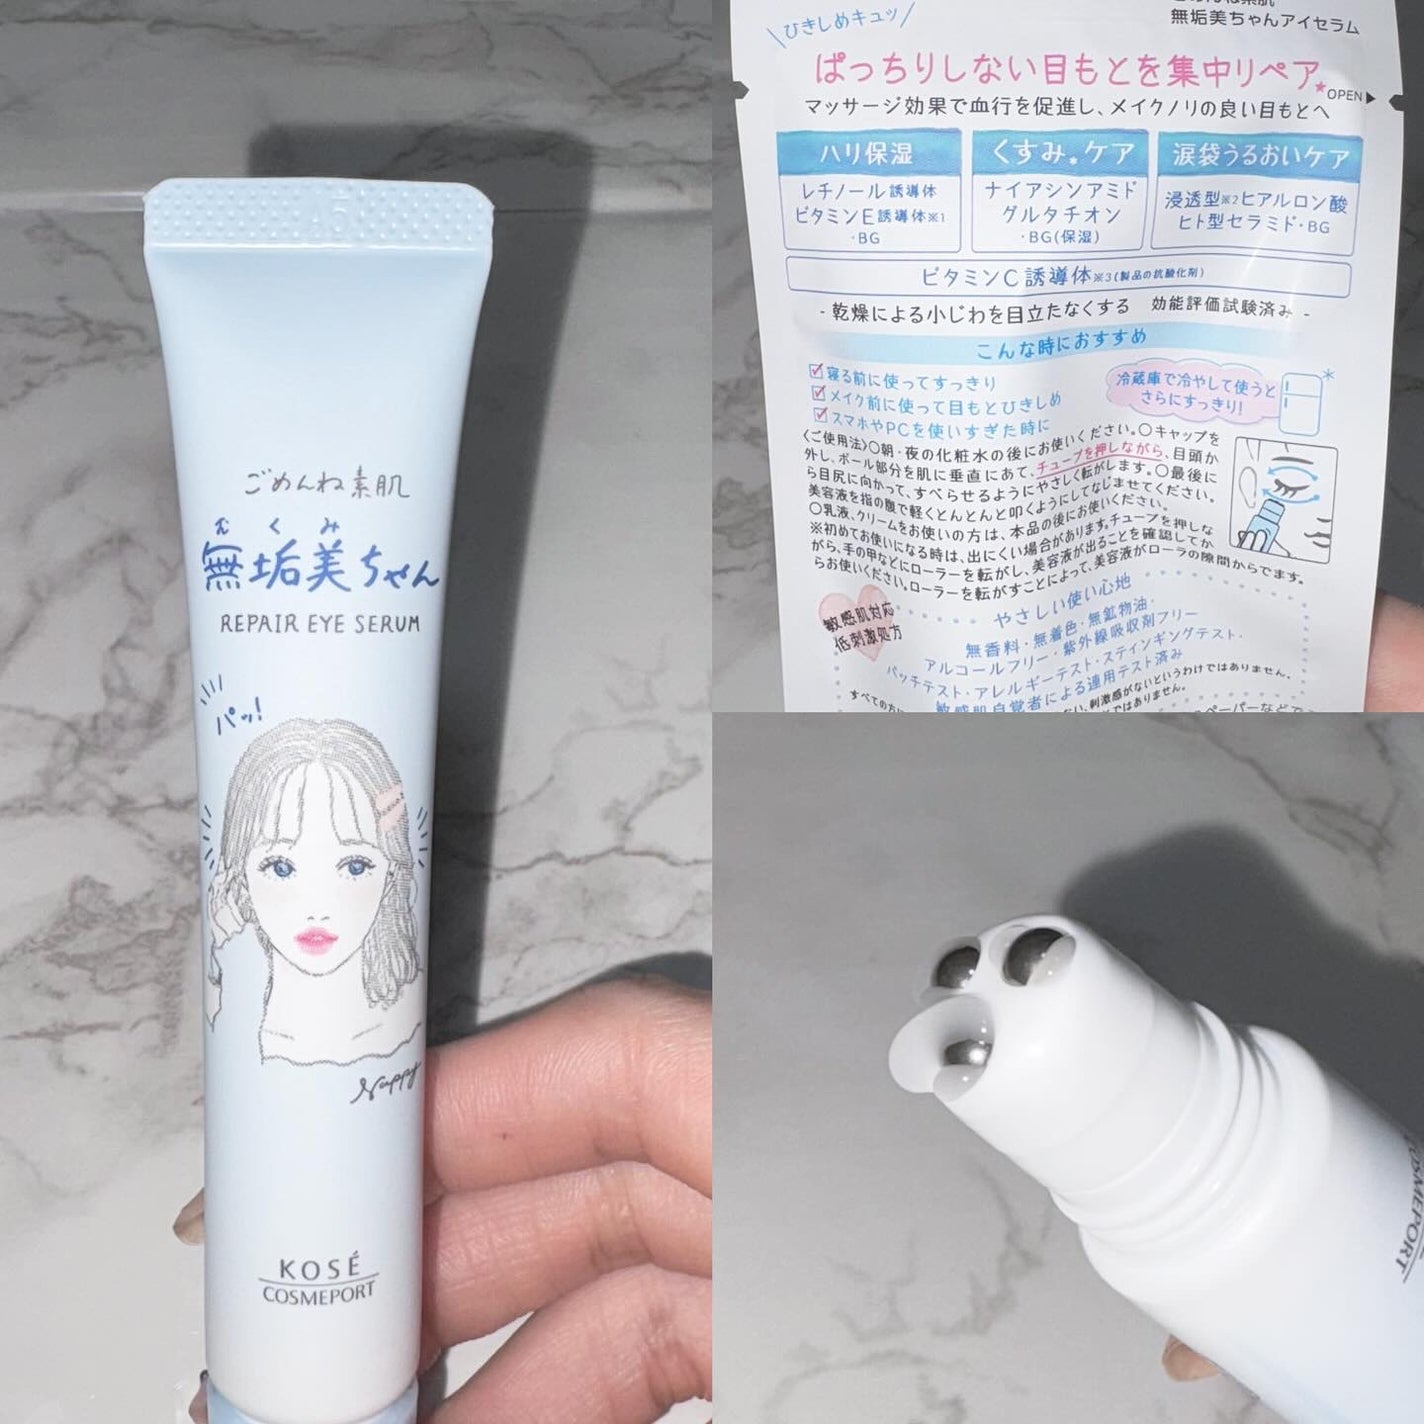 5
ごめんね素肌
むくみ
無垢美ちゃん
REPAIR EYE SERUM
パッ!
Nappy
KOSÉ
COSMEPORT
無垢美ちゃんアイセラム
\ひきしめキュッ/
ぱっちりしない目もとを集中リペア★
OPEN▶
マッサージ効果で血行を促進し、メイクノリの良い目もとへ
ハリ保湿
レチノール誘導体
ビタミンE誘導体※1
・BG
くすみ*ケア
ナイアシンアミド
グルタチオン
・BG(保湿)
涙袋うるおいケア
浸透型※2ヒアルロン酸
ヒト型セラミド・BG
ビタミンC誘導体※3(製品の抗酸化剤)
- 乾燥による小じわを目立たなくする 効能評価試験済み -
こんな時におすすめ
☑寝る前に使ってすっきり
☑メイク前に使って目もとひきしめ
☑スマホやPCを使いすぎた時に
冷蔵庫で冷やして使うと
さらにすっきり!
〈ご使用法〉〇朝・夜の化粧水の後にお使いください。〇キャップを
外し、ボール部分を肌に垂直にあて、チューブを押しながら、目頭か
ら目尻に向かって、すべらせるようにやさしく転がします。〇最後に
美容液を指の腹で軽くとんとんと叩くようにしてなじませてください。
〇乳液、クリームをお使いの方は、本品の後にお使いください。
※初めてお使いになる時は、出にくい場合があります。チューブを押しな
がら、手の甲などにローラーを転がし、美容液が出ることを確認してか
らお使いください。ローラーを転がすことによって、美容液がローラの隙間からでます。
敏感肌対応
低刺激処方
やさしい使い心地
無香料・無着色・無鉱物油・
アルコールフリー・紫外線吸収剤フリー
パッチテスト・アレルギーテスト・スティンギングテスト・
敏感肌自覚者による連用テスト済み
COSMEPORT